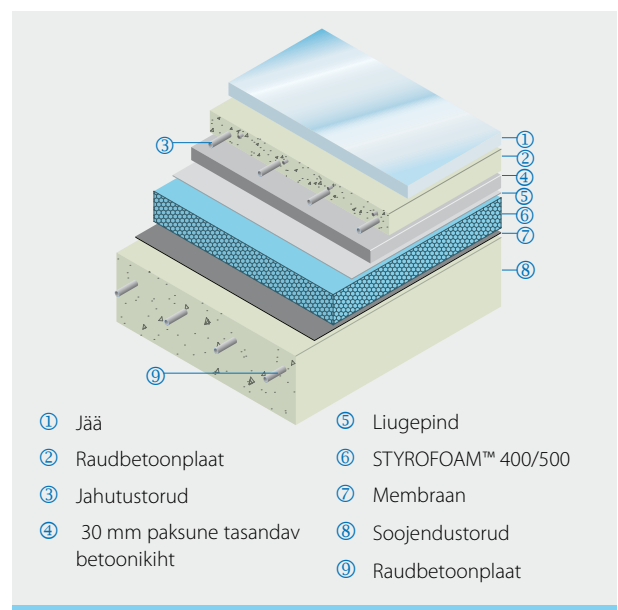 ③
①
②
④
⑤
⑥
⑦
⑧
⑨
① Jää
② Raudbetoonplaat
③ Jahutustorud
④ 30 mm paksune tasandav
betoonikiht
⑤ Liugepind
⑥ STYROFOAM™ 400/500
⑦ Membraan
⑧ Soojendustorud
⑨ Raudbetoonplaat